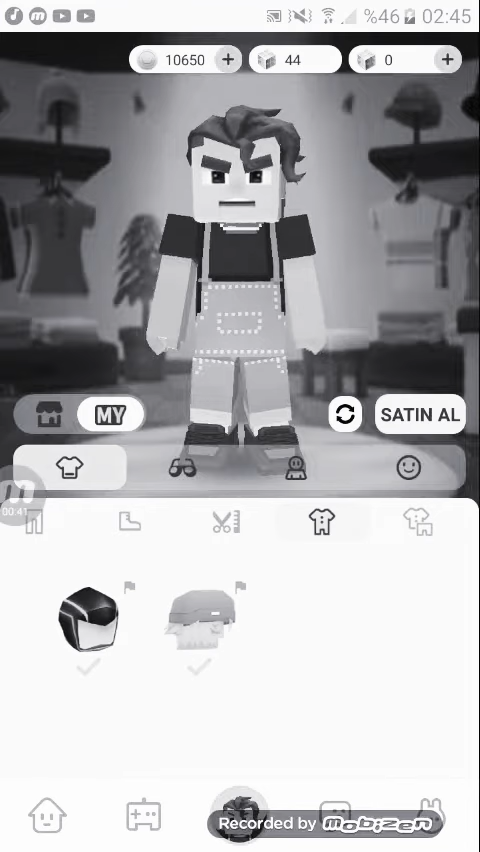 %46 02:45
10650 + 44 0 +
MY
SATIN AL
00:41
Recorded by mobizen